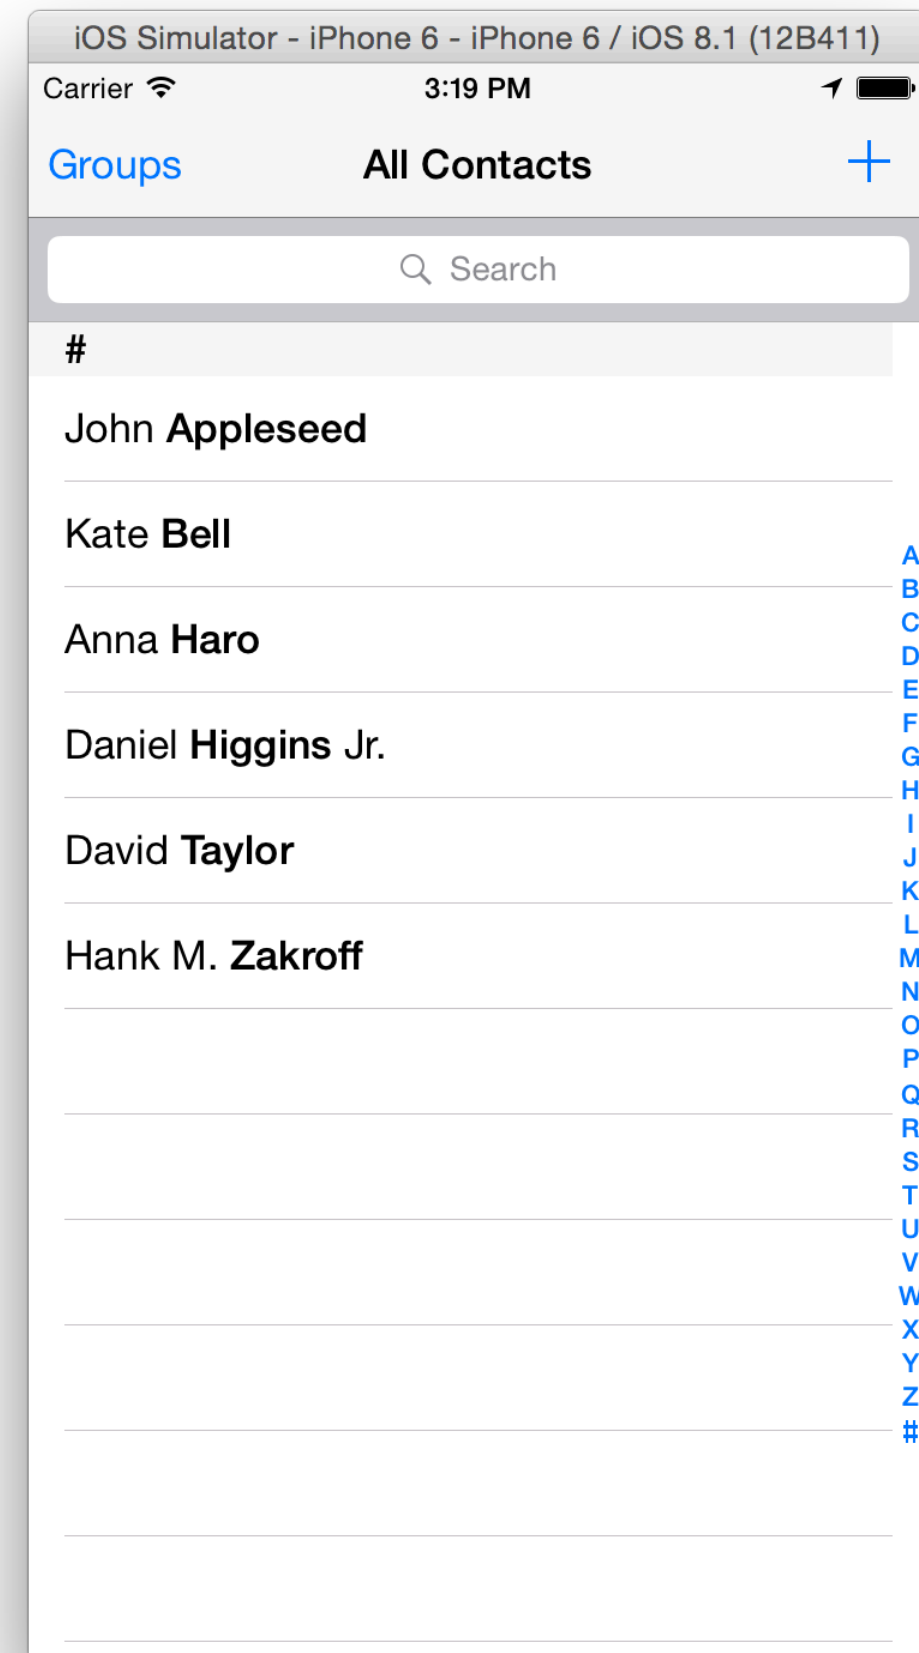 iOS Simulator - iPhone 6 - iPhone 6 / iOS 8.1 (12B411)
Carrier 3:19 PM
Groups All Contacts +
Search
#
John Appleseed
Kate Bell
Anna Haro
Daniel Higgins Jr.
David Taylor
Hank M. Zakroff
A
B
C
D
E
F
G
H
I
J
K
L
M
N
O
P
Q
R
S
T
U
V
W
X
Y
Z
#